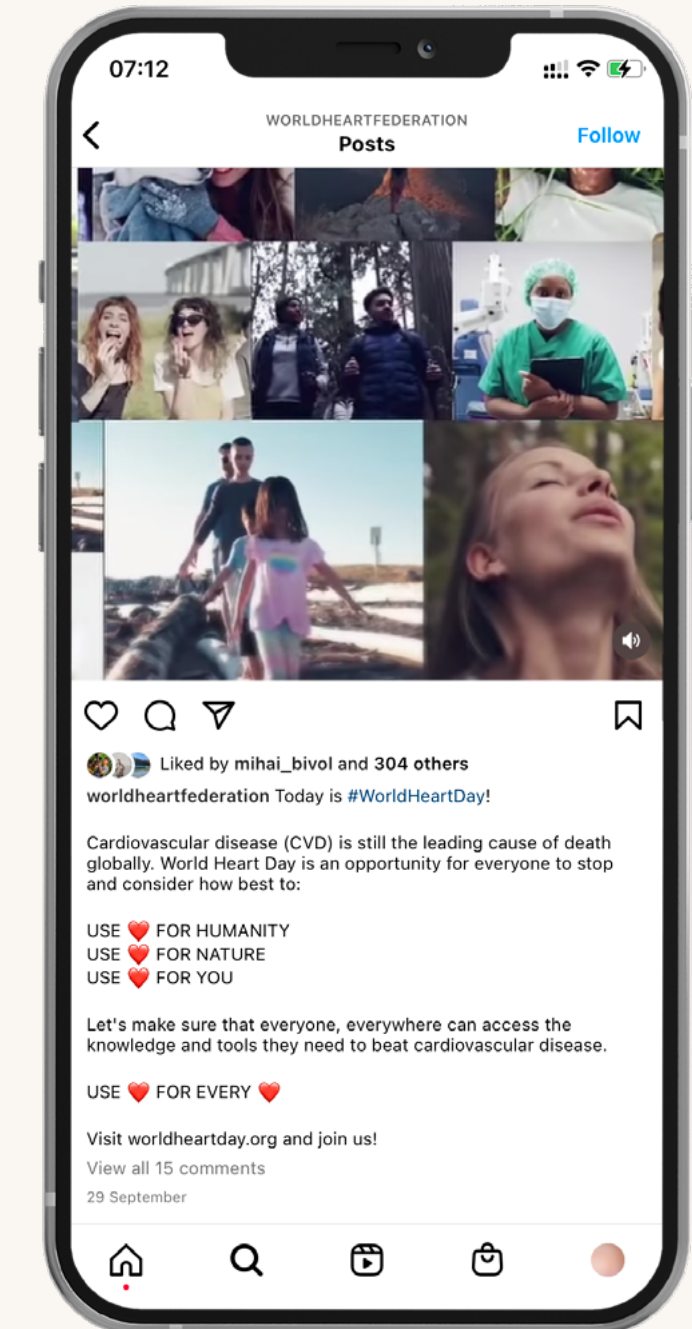 07:12
WORLDHEARTFEDERATION
Posts
Follow
Liked by mihai_bivol and 304 others
worldheartfederation Today is #WorldHeartDay!
Cardiovascular disease (CVD) is still the leading cause of death
globally. World Heart Day is an opportunity for everyone to stop
and consider how best to:
USE ❤️ FOR HUMANITY
USE ❤️ FOR NATURE
USE ❤️ FOR YOU
Let's make sure that everyone, everywhere can access the
knowledge and tools they need to beat cardiovascular disease.
USE ❤️ FOR EVERY ❤️
Visit worldheartday.org and join us!
View all 15 comments
29 September